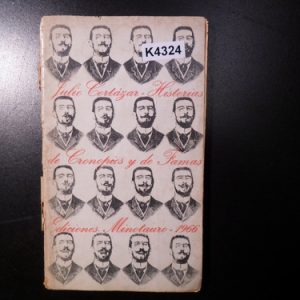 K4324
Julio Cortázar - Historias
de Cronopios y de Famas
Ediciones Minotauro - 1966